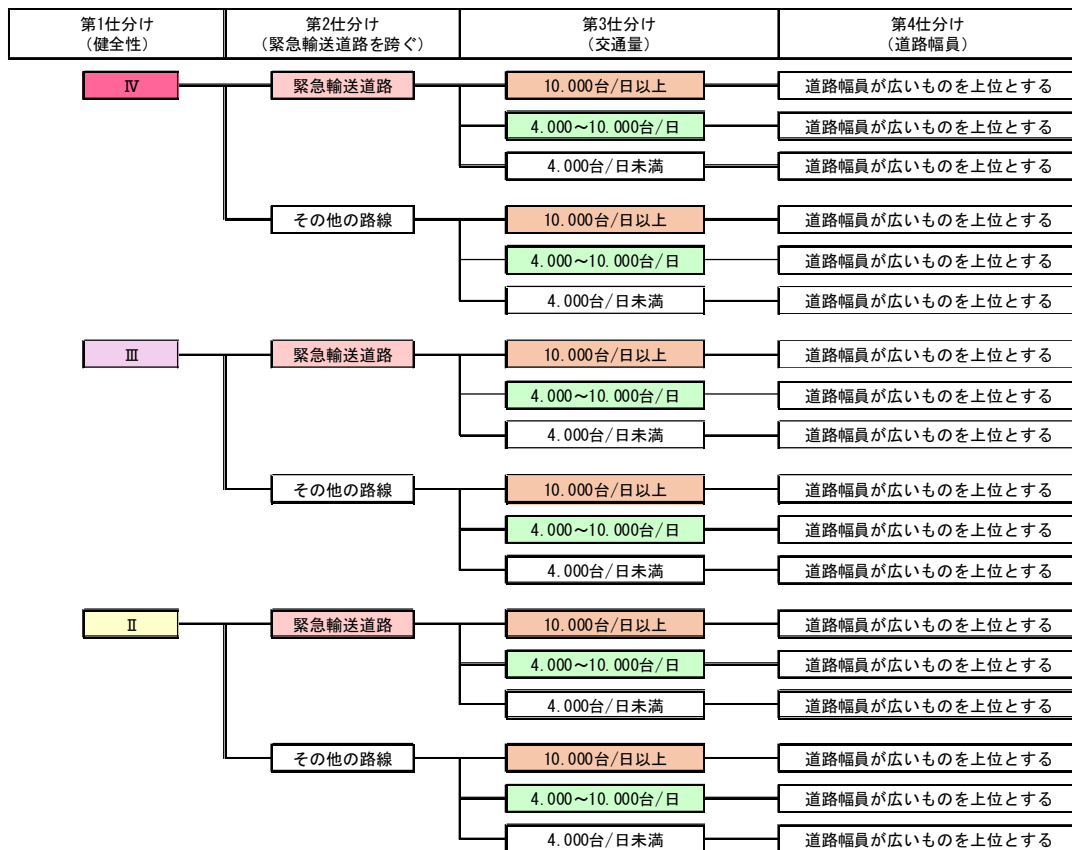 第1仕分け
(健全性)
第2仕分け
(緊急輸送道路を跨ぐ)
第3仕分け
(交通量)
第4仕分け
(道路幅員)
Ⅳ
緊急輸送道路
10.000台/日以上
道路幅員が広いものを上位とする
4.000～10.000台/日
道路幅員が広いものを上位とする
4.000台/日未満
道路幅員が広いものを上位とする
その他の路線
10.000台/日以上
道路幅員が広いものを上位とする
4.000～10.000台/日
道路幅員が広いものを上位とする
4.000台/日未満
道路幅員が広いものを上位とする
Ⅲ
緊急輸送道路
10.000台/日以上
道路幅員が広いものを上位とする
4.000～10.000台/日
道路幅員が広いものを上位とする
4.000台/日未満
道路幅員が広いものを上位とする
その他の路線
10.000台/日以上
道路幅員が広いものを上位とする
4.000～10.000台/日
道路幅員が広いものを上位とする
4.000台/日未満
道路幅員が広いものを上位とする
Ⅱ
緊急輸送道路
10.000台/日以上
道路幅員が広いものを上位とする
4.000～10.000台/日
道路幅員が広いものを上位とする
4.000台/日未満
道路幅員が広いものを上位とする
その他の路線
10.000台/日以上
道路幅員が広いものを上位とする
4.000～10.000台/日
道路幅員が広いものを上位とする
4.000台/日未満
道路幅員が広いものを上位とする